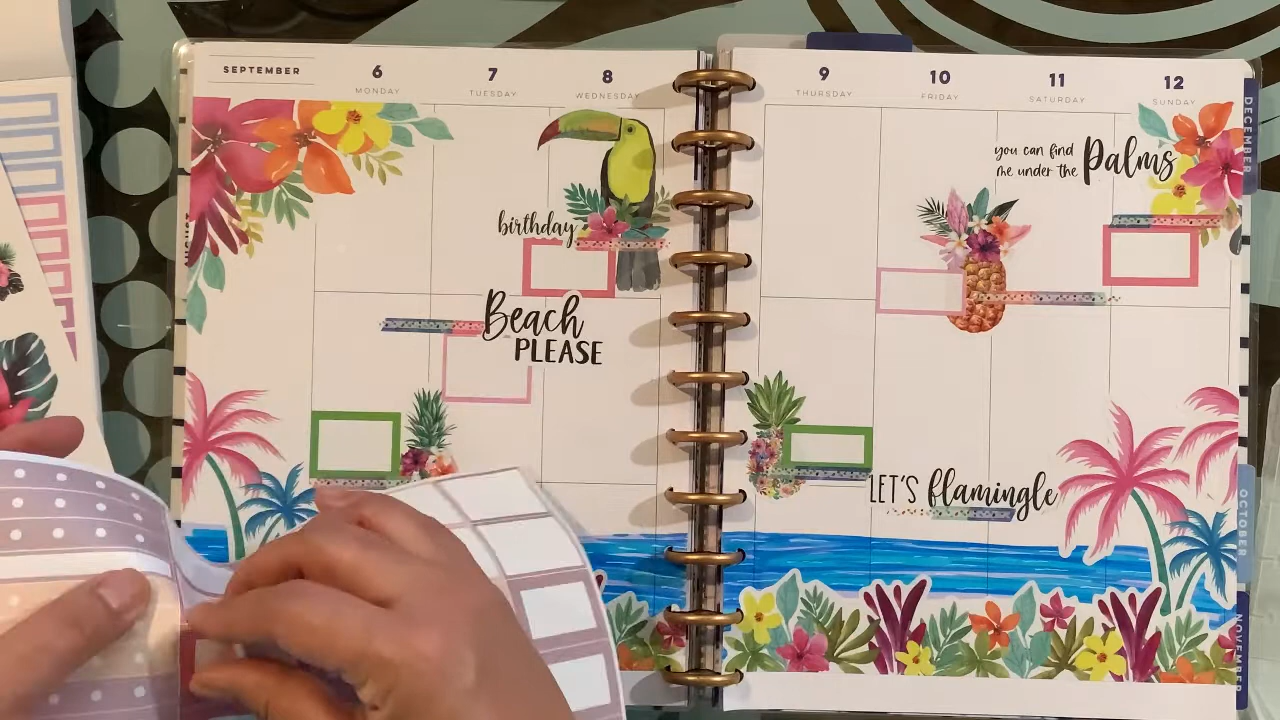 SEPTEMBER
6
MONDAY
7
TUESDAY
8
WEDNESDAY
9
THURSDAY
10
FRIDAY
11
SATURDAY
12
SUNDAY
DECEMBER
you can find
me under the Palms
birthday
Beach
PLEASE
LET'S flamingle
OCTOBER
NOVEMBER